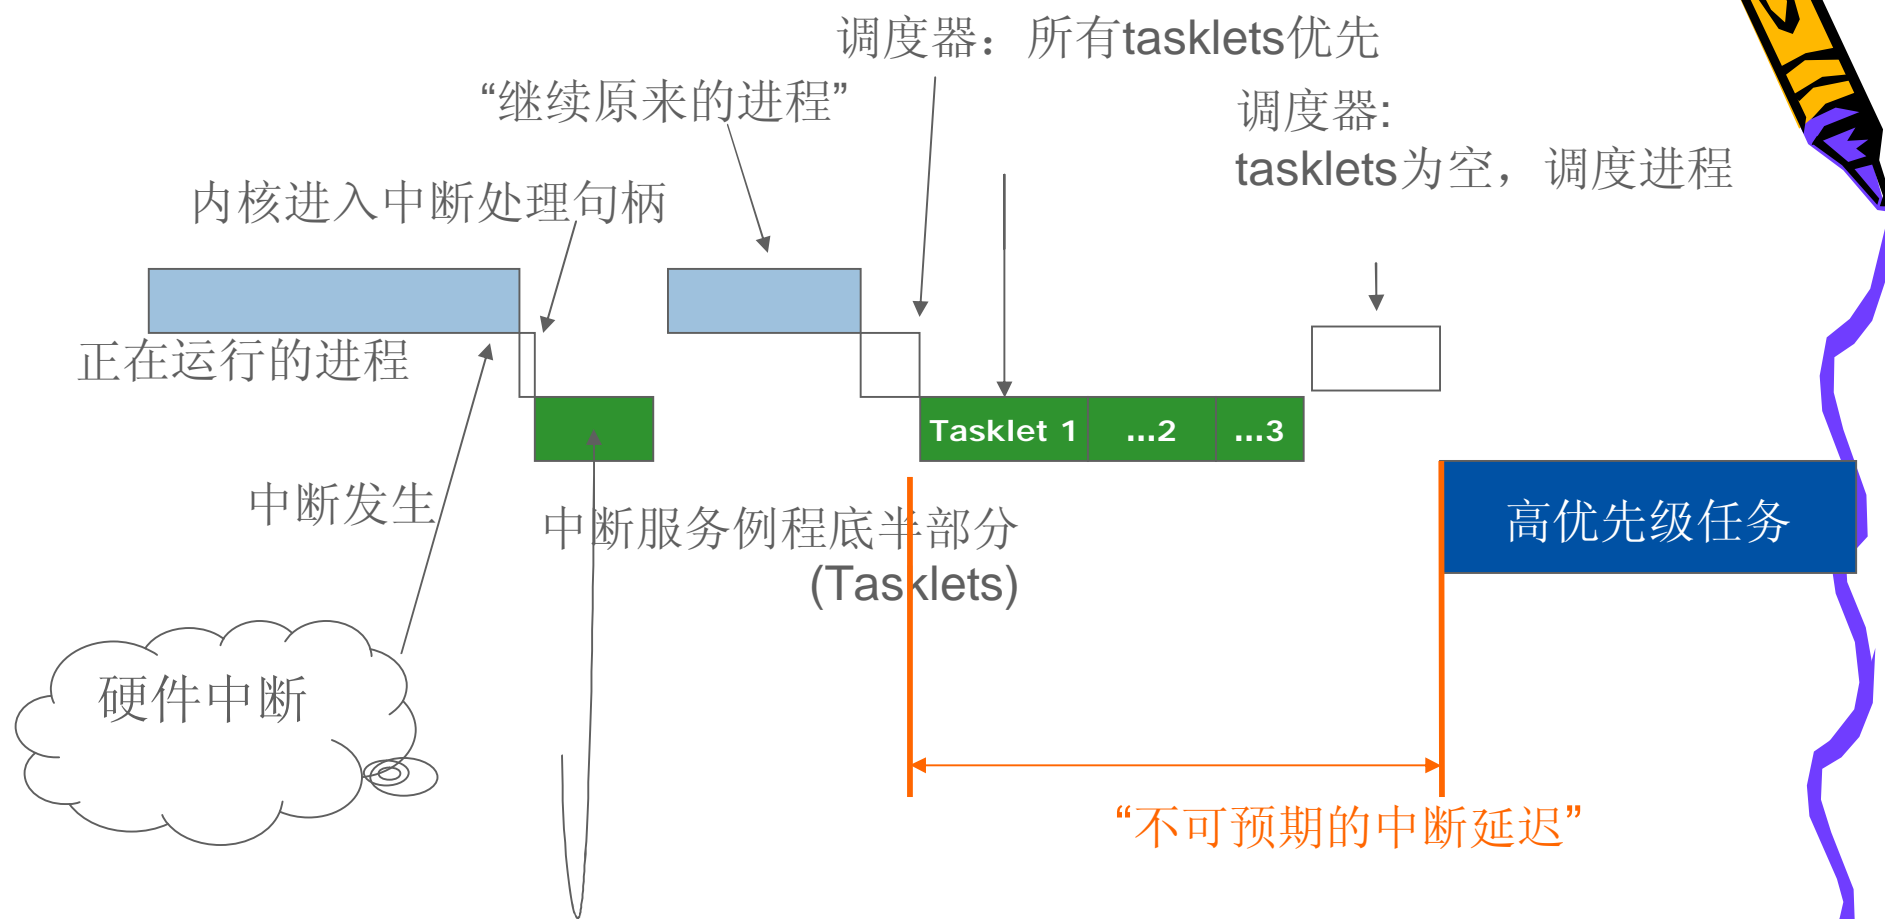 调度器：所有tasklets优先
“继续原来的进程”
调度器:
tasklets为空，调度进程
内核进入中断处理句柄
正在运行的进程
Tasklet 1
...2
...3
中断发生
中断服务例程底半部分
(Tasklets)
高优先级任务
硬件中断
“不可预期的中断延迟”